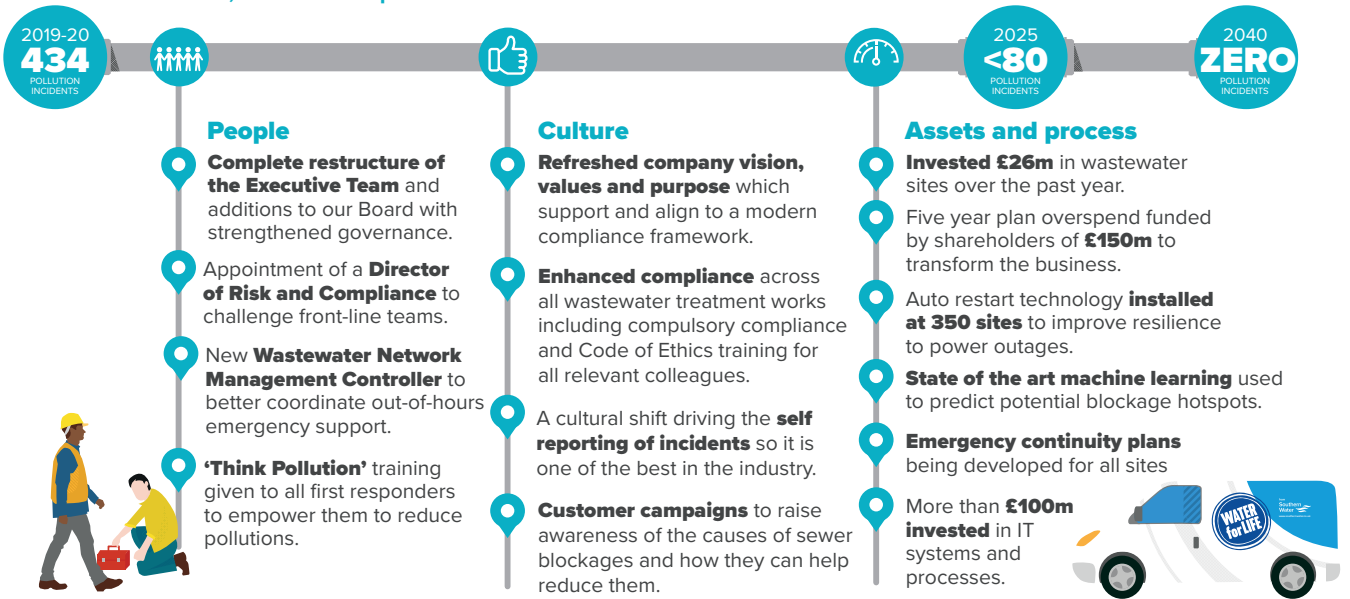 2019-20
434
POLLUTION
INCIDENTS
2025
<80
POLLUTION
INCIDENTS
2040
ZERO
POLLUTION
INCIDENTS
People
Complete restructure of
the Executive Team and
additions to our Board with
strengthened governance.
Appointment of a Director
of Risk and Compliance to
challenge front-line teams.
New Wastewater Network
Management Controller to
better coordinate out-of-hours
emergency support.
‘Think Pollution’ training
given to all first responders
to empower them to reduce
pollutions.
Culture
Refreshed company vision,
values and purpose which
support and align to a modern
compliance framework.
Enhanced compliance across
all wastewater treatment works
including compulsory compliance
and Code of Ethics training for
all relevant colleagues.
A cultural shift driving the self
reporting of incidents so it is
one of the best in the industry.
Customer campaigns to raise
awareness of the causes of sewer
blockages and how they can help
reduce them.
Assets and process
Invested £26m in wastewater
sites over the past year.
Five year plan overspend funded
by shareholders of £150m to
transform the business.
Auto restart technology installed
at 350 sites to improve resilience
to power outages.
State of the art machine learning used
to predict potential blockage hotspots.
Emergency continuity plans
being developed for all sites
More than £100m
invested in IT
systems and
processes.
WATER
for LIFE
from
Southern
Water